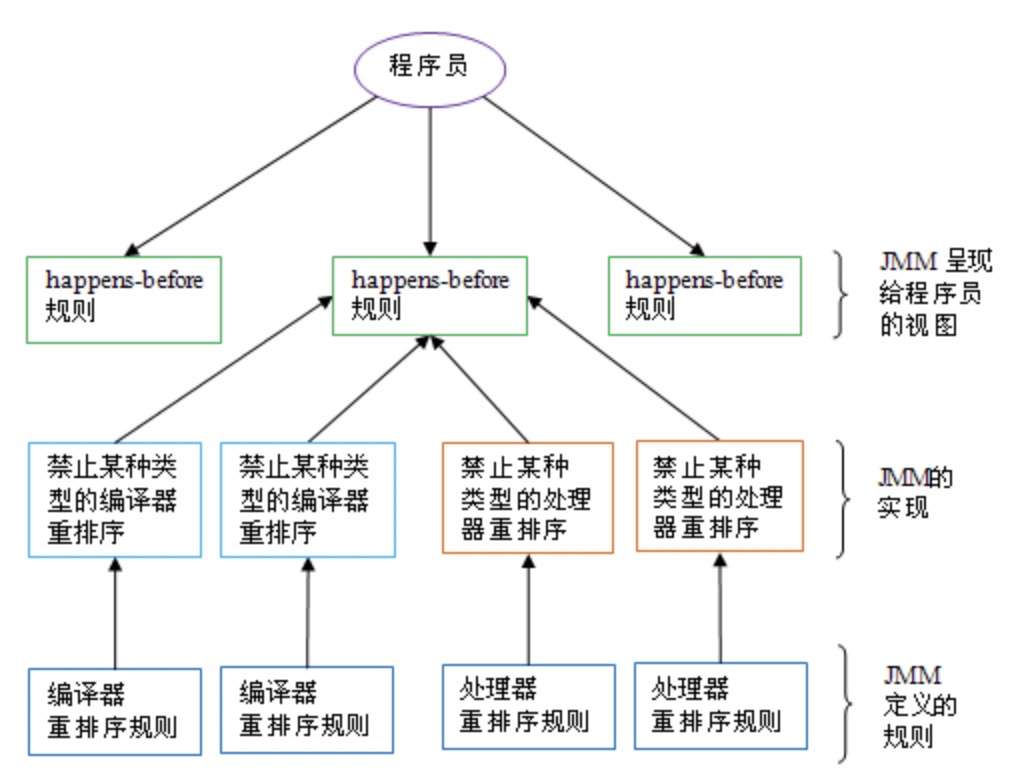 程序员
happens-before
规则
happens-before
规则
happens-before
规则
JMM 呈现
给程序员
的视图
禁止某种类
型的编译器
重排序
禁止某种类
型的编译器
重排序
禁止某种
类型的处理
器重排序
禁止某种
类型的处理
器重排序
JMM的
实现
编译器
重排序规则
编译器
重排序规则
处理器
重排序规则
处理器
重排序规则
JMM
定义的
规则